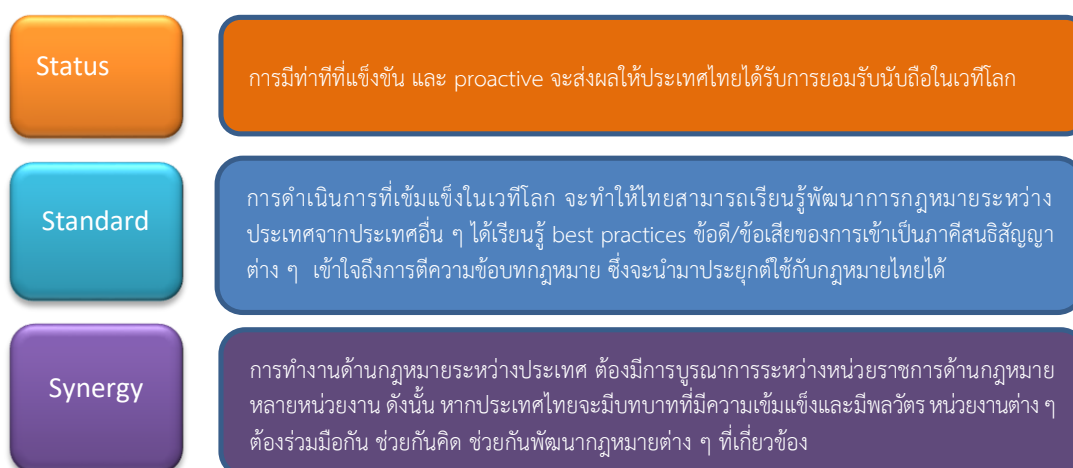 Status
การมีท่าทีที่แข็งขัน และ proactive จะส่งผลให้ประเทศไทยได้รับการยอมรับนับถือในเวทีโลก
Standard
การดำเนินการที่เข้มแข็งในเวทีโลก จะทำให้ไทยสามารถเรียนรู้พัฒนาการกฎหมายระหว่าง
ประเทศจากประเทศอื่น ๆ ได้เรียนรู้ best practices ข้อดี/ข้อเสียของการเข้าเป็นภาคีสนธิสัญญา
ต่าง ๆ เข้าใจถึงการตีความข้อบทกฎหมาย ซึ่งจะนำมาประยุกต์ใช้กับกฎหมายไทยได้
Synergy
การทำงานด้านกฎหมายระหว่างประเทศ ต้องมีการบูรณาการระหว่างหน่วยราชการด้านกฎหมาย
หลายหน่วยงาน ดังนั้น หากประเทศไทยจะมีบทบาทที่มีความเข้มแข็งและมีพลวัตร หน่วยงานต่าง ๆ
ต้องร่วมมือกัน ช่วยกันคิด ช่วยกันพัฒนากฎหมายต่าง ๆ ที่เกี่ยวข้อง